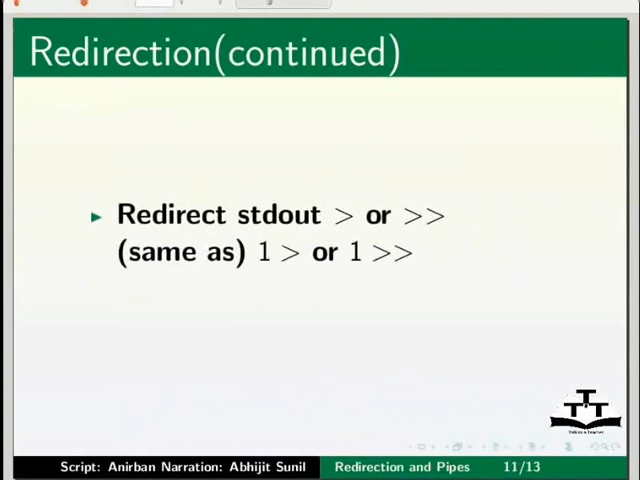 Redirection(continued)
▶ Redirect stdout > or >>
(same as) 1 > or 1 >>
TTT
Script: Anirban Narration: Abhijit Sunil Redirection and Pipes 11/13